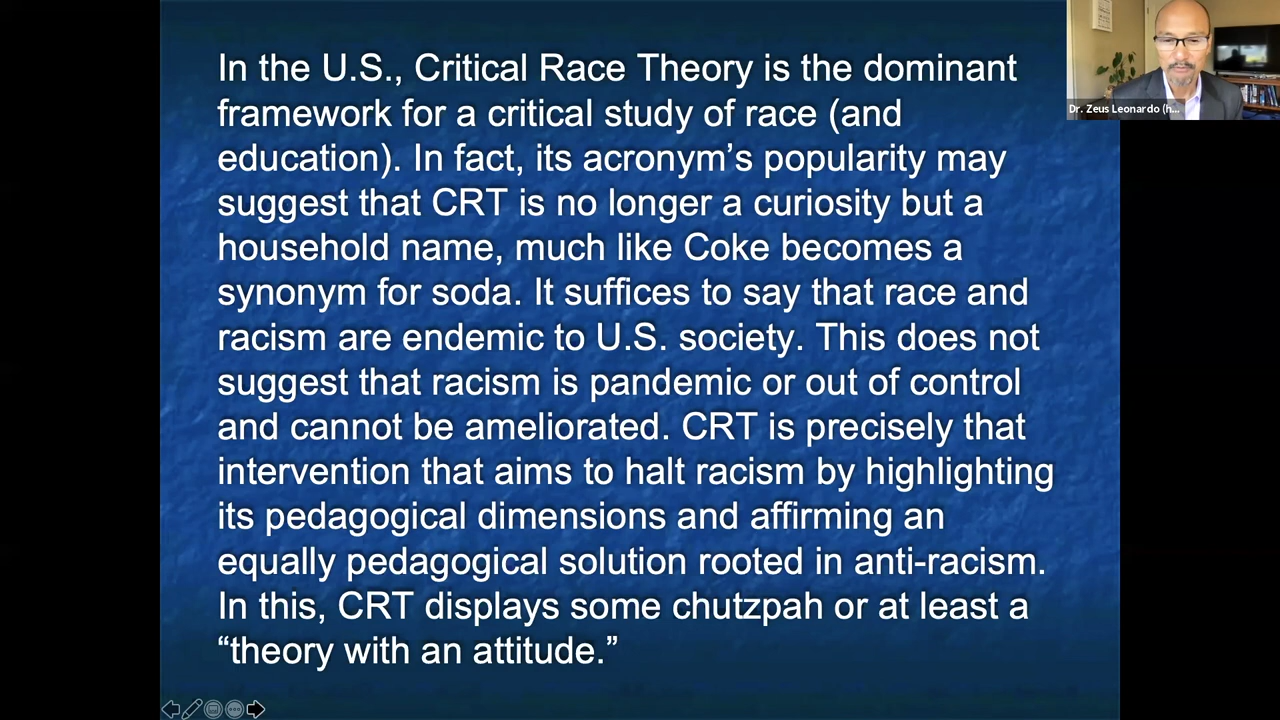 In the U.S., Critical Race Theory is the dominant
framework for a critical study of race (and
education). In fact, its acronym’s popularity may
suggest that CRT is no longer a curiosity but a
household name, much like Coke becomes a
synonym for soda. It suffices to say that race and
racism are endemic to U.S. society. This does not
suggest that racism is pandemic or out of control
and cannot be ameliorated. CRT is precisely that
intervention that aims to halt racism by highlighting
its pedagogical dimensions and affirming an
equally pedagogical solution rooted in anti-racism.
In this, CRT displays some chutzpah or at least a
“theory with an attitude.”
Dr. Zeus Leonardo (h...